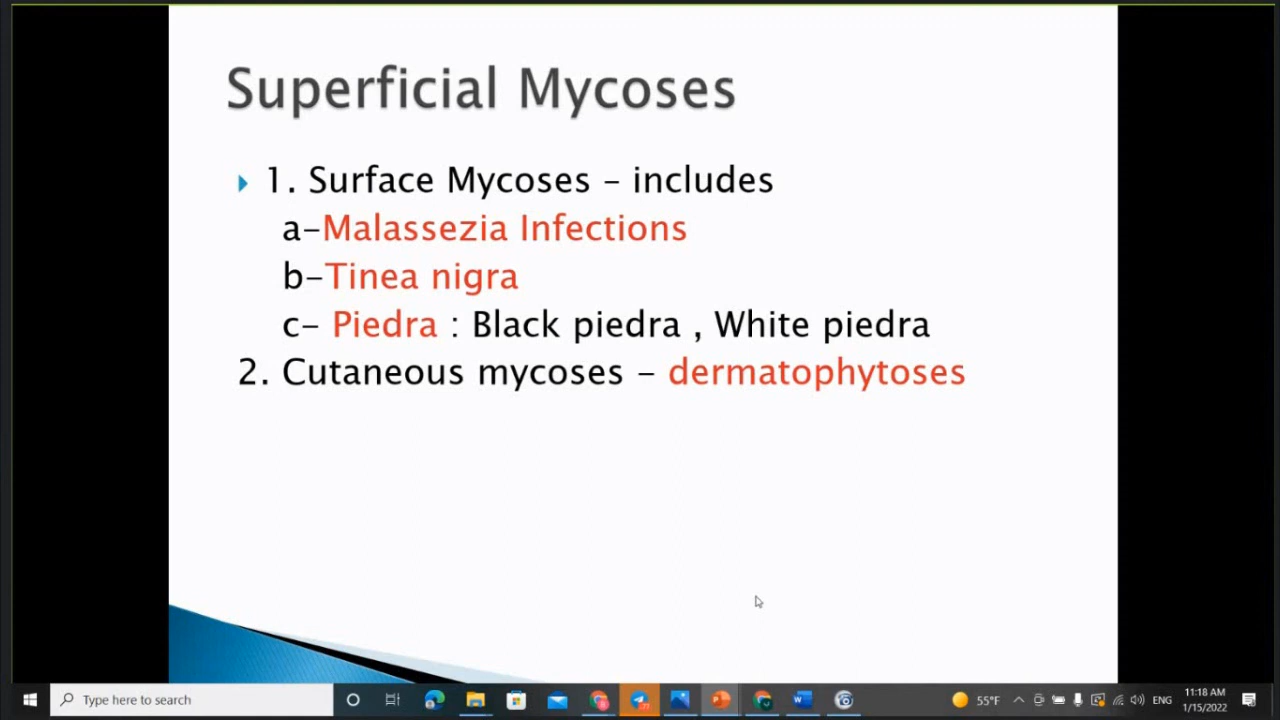 Superficial Mycoses
1. Surface Mycoses – includes
a-Malassezia Infections
b-Tinea nigra
c- Piedra : Black piedra , White piedra
2. Cutaneous mycoses – dermatophytoses
Type here to search
55°F
ENG
11:18 AM
1/15/2022